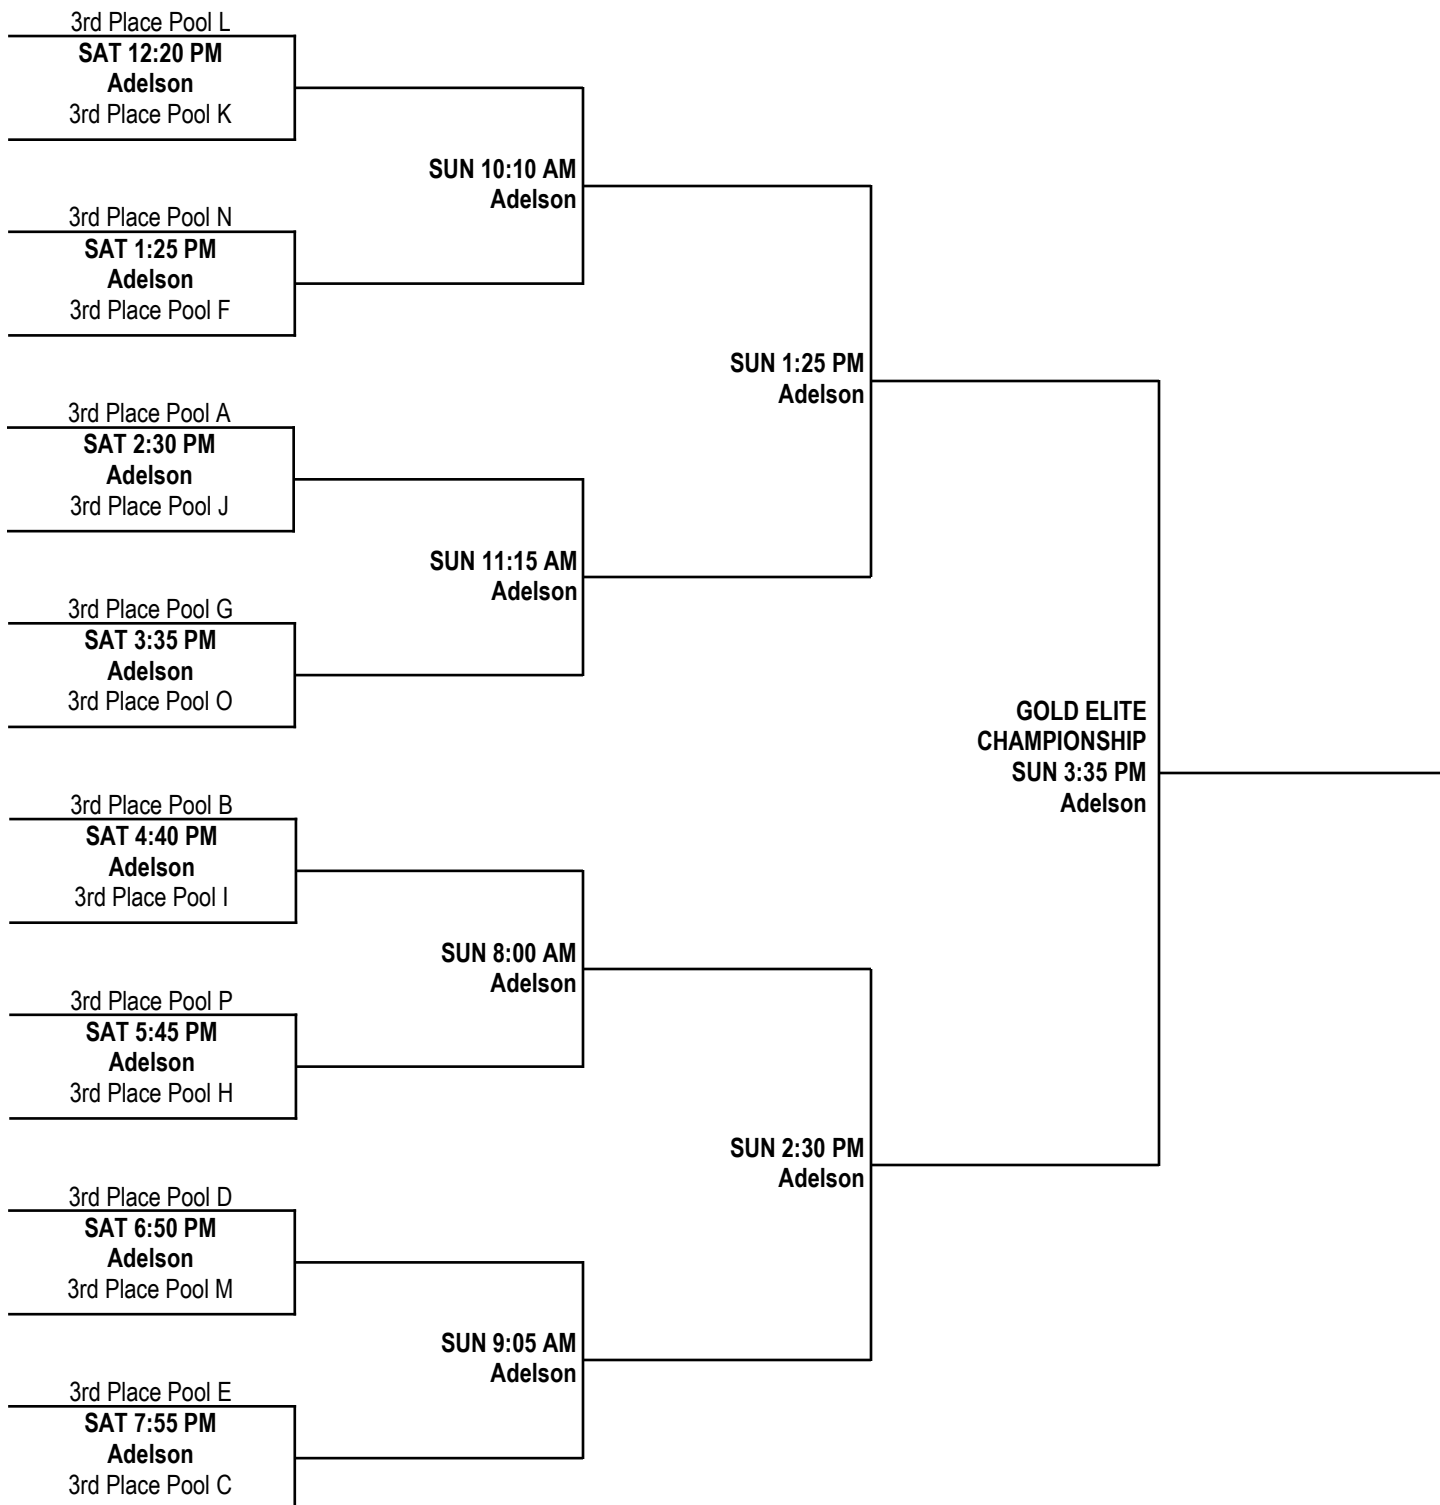 3rd Place Pool L
SAT 12:20 PM
Adelson
3rd Place Pool K
SUN 10:10 AM
Adelson
3rd Place Pool N
SAT 1:25 PM
Adelson
3rd Place Pool F
SUN 1:25 PM
Adelson
3rd Place Pool A
SAT 2:30 PM
Adelson
3rd Place Pool J
SUN 11:15 AM
Adelson
3rd Place Pool G
SAT 3:35 PM
Adelson
3rd Place Pool O
GOLD ELITE
CHAMPIONSHIP
SUN 3:35 PM
Adelson
3rd Place Pool B
SAT 4:40 PM
Adelson
3rd Place Pool I
SUN 8:00 AM
Adelson
3rd Place Pool P
SAT 5:45 PM
Adelson
3rd Place Pool H
SUN 2:30 PM
Adelson
3rd Place Pool D
SAT 6:50 PM
Adelson
3rd Place Pool M
SUN 9:05 AM
Adelson
3rd Place Pool E
SAT 7:55 PM
Adelson
3rd Place Pool C